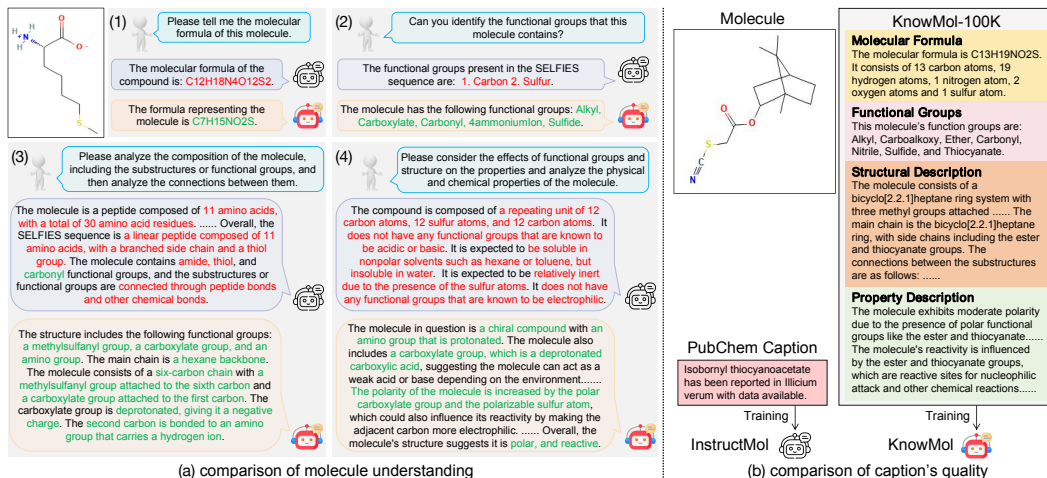 (1)
Please tell me the molecular
formula of this molecule.
The molecular formula of the
compound is: C12H18N4O12S2.
The formula representing the
molecule is C7H15NO2S.
(2)
Can you identify the functional groups that this
molecule contains?
The functional groups present in the SELFIES
sequence are: 1. Carbon 2. Sulfur.
The molecule has the following functional groups: Alkyl,
Carboxylate, Carbonyl, 4ammoniumIon, Sulfide.
(3)
Please analyze the composition of the molecule,
including the substructures or functional groups, and
then analyze the connections between them.
The molecule is a peptide composed of 11 amino acids,
with a total of 30 amino acid residues. ...... Overall, the
SELFIES sequence is a linear peptide composed of 11
amino acids, with a branched side chain and a thiol
group. The molecule contains amide, thiol, and
carbonyl functional groups, and the substructures or
functional groups are connected through peptide bonds
and other chemical bonds.
The structure includes the following functional groups:
a methylsulfanyl group, a carboxylate group, and an
amino group. The main chain is a hexane backbone.
The molecule consists of a six-carbon chain with a
methylsulfanyl group attached to the sixth carbon and
a carboxylate group attached to the first carbon. The
carboxylate group is deprotonated, giving it a negative
charge. The second carbon is bonded to an amino
group that carries a hydrogen ion.
(4)
Please consider the effects of functional groups and
structure on the properties and analyze the physical
and chemical properties of the molecule.
The compound is composed of a repeating unit of 12
carbon atoms, 12 sulfur atoms, and 12 carbon atoms. It
does not have any functional groups that are known to
be acidic or basic. It is expected to be soluble in
nonpolar solvents such as hexane or toluene, but
insoluble in water. It is expected to be relatively inert
due to the presence of the sulfur atoms. It does not
have any functional groups that are known to be electrophilic.
The molecule in question is a chiral compound with an
amino group that is protonated. The molecule also
includes a carboxylate group, which is a deprotonated
carboxylic acid, suggesting the molecule can act as a
weak acid or base depending on the environment.......
The polarity of the molecule is increased by the polar
carboxylate group and the polarizable sulfur atom,
which could also influence its reactivity by making the
adjacent carbon more electrophilic. ...... Overall, the
molecule's structure suggests it is polar, and reactive.
(a) comparison of molecule understanding
Molecule
O
O
S
N
PubChem Caption
Isobornyl thiocyanoacetate
has been reported in Illicium
verum with data available.
Training
InstructMol
KnowMol-100K
Molecular Formula
The molecular formula is C13H19NO2S.
It consists of 13 carbon atoms, 19
hydrogen atoms, 1 nitrogen atom, 2
oxygen atoms and 1 sulfur atom.
Functional Groups
This molecule's function groups are:
Alkyl, Carboalkoxy, Ether, Carbonyl,
Nitrile, Sulfide, and Thiocyanate.
Structural Description
The molecule consists of a
bicyclo[2.2.1]heptane ring system with
three methyl groups attached ...... The
main chain is the bicyclo[2.2.1]heptane
ring, with side chains including the ester
and thiocyanate groups. The
connections between the substructures
are as follows: ......
Property Description
The molecule exhibits moderate polarity
due to the presence of polar functional
groups like the ester and thiocyanate......
The molecule's reactivity is influenced
by the ester and thiocyanate groups,
which are reactive sites for nucleophilic
attack and other chemical reactions......
Training
KnowMol
(b) comparison of caption's quality